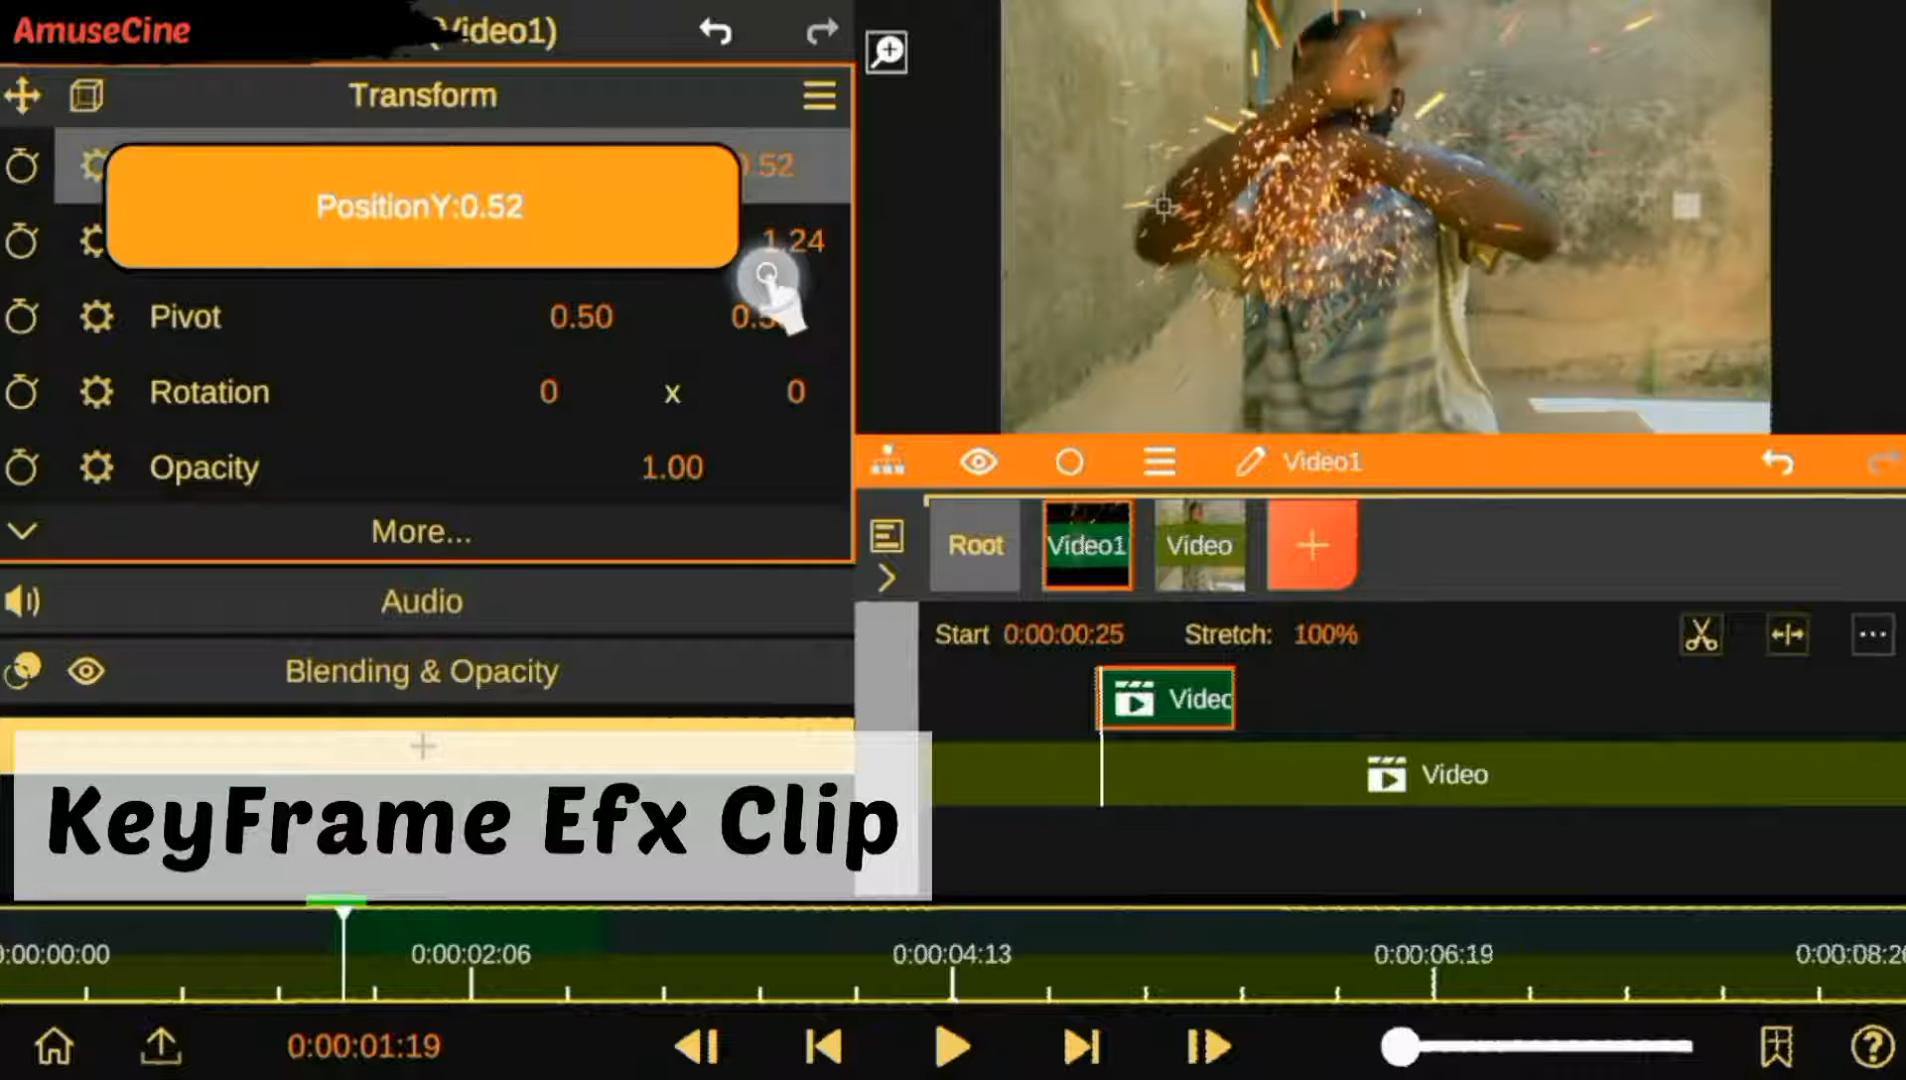 AmuseCine
(Video1)
Transform
0.52
PositionY:0.52
1.24
Pivot 0.50
Rotation 0 x 0
Opacity 1.00
More...
Audio
Blending & Opacity
+
KeyFrame Efx Clip
Video1
Root Video1 Video +
Start 0:00:00:25 Stretch: 100%
Video
0:00:00:00 0:00:02:06 0:00:04:13 0:00:06:19
0:00:01:19